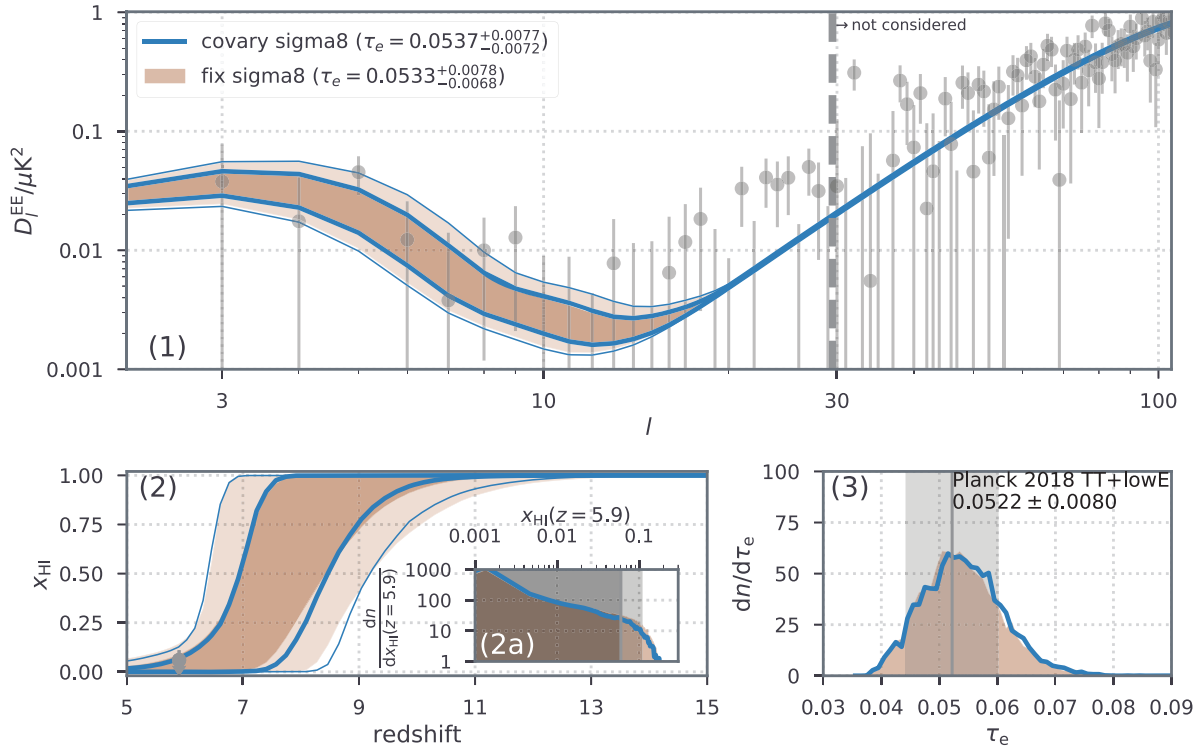 covary sigma8 (τe = 0.0537 +0.0077 −0.0072)
fix sigma8 (τe = 0.0533 +0.0078 −0.0068)
→ not considered
1
0.1
0.01
0.001
D_l^EE/μK²
(1)
3 10 30 100
l
(2)
1.00
0.75
0.50
0.25
0.00
xHI
5 7 9 11 13 15
redshift
xHI(z = 5.9)
0.001 0.01 0.1
1000
100
10
1
dn
dxHI(z = 5.9)
(2a)
(3)
Planck 2018 TT+lowE
0.0522 ± 0.0080
100
75
50
25
0
dn/dτe
0.03 0.04 0.05 0.06 0.07 0.08 0.09
τe